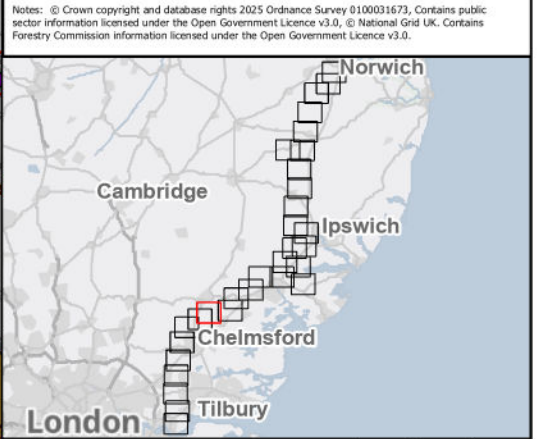 Notes: © Crown copyright and database rights 2025 Ordnance Survey 0100031673, Contains public
sector information licensed under the Open Government Licence v3.0, © National Grid UK. Contains
Forestry Commission information licensed under the Open Government Licence v3.0.
Norwich
Cambridge
Ipswich
Chelmsford
Tilbury
London